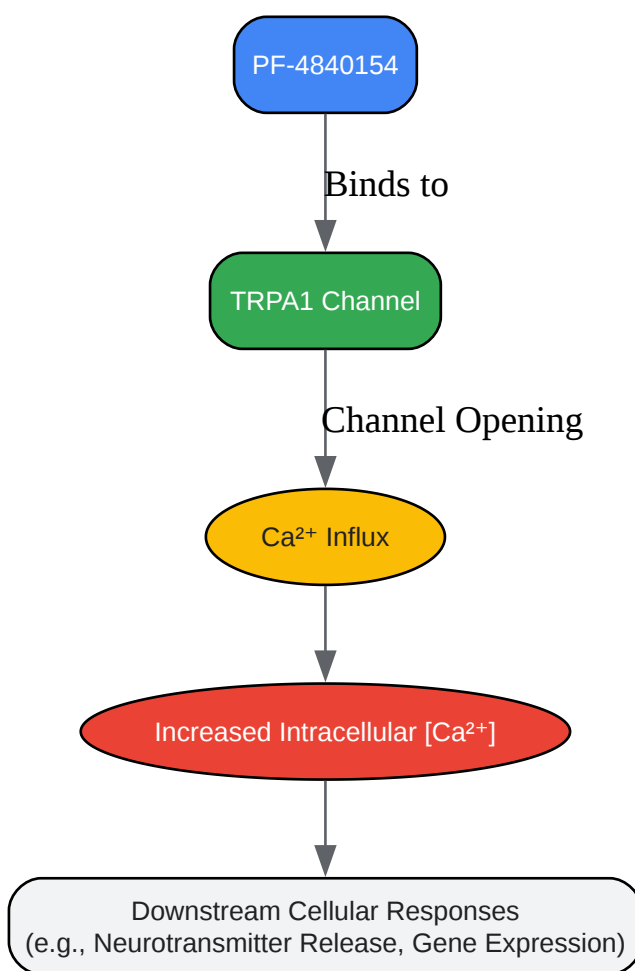 PF-4840154
Binds to
TRPA1 Channel
Channel Opening
Ca²⁺ Influx
Increased Intracellular [Ca²⁺]
Downstream Cellular Responses
(e.g., Neurotransmitter Release, Gene Expression)